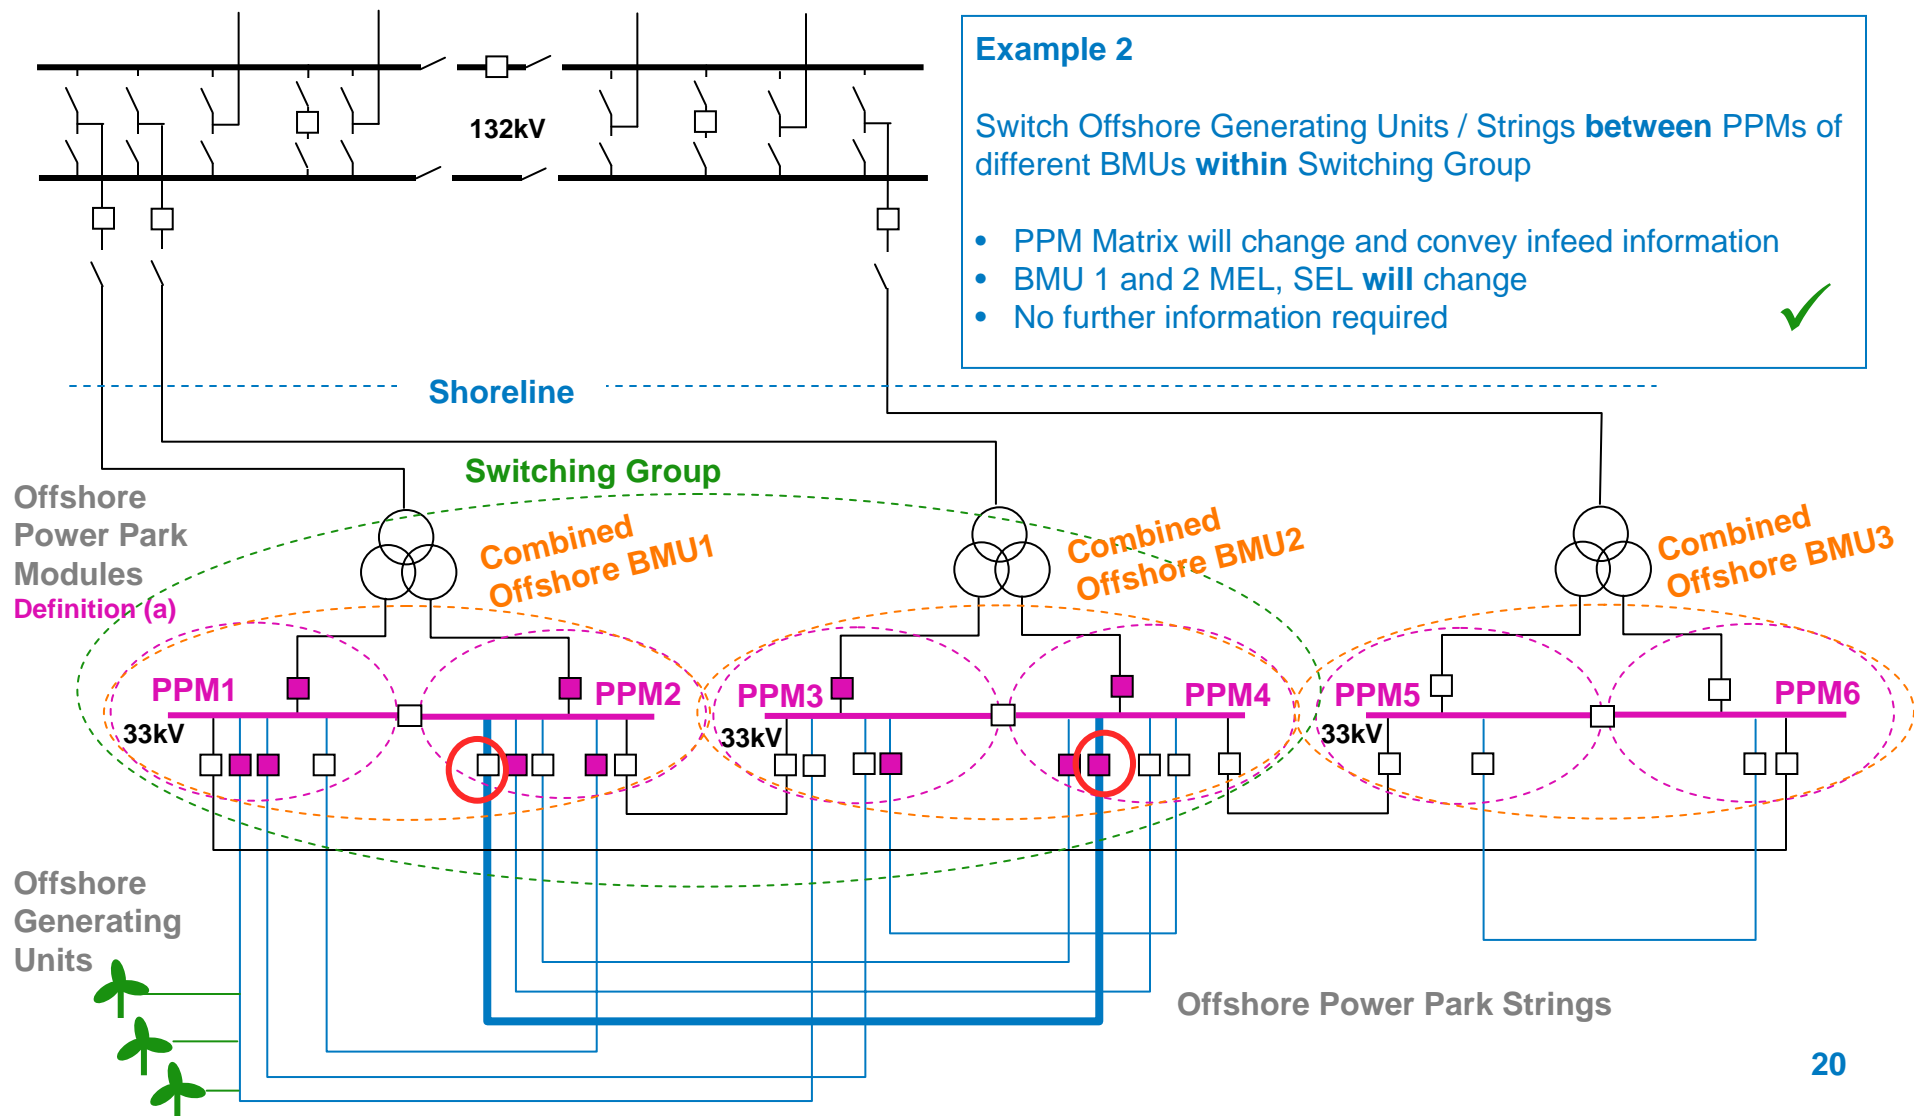 Example 2
Switch Offshore Generating Units / Strings between PPMs of
different BMUs within Switching Group
• PPM Matrix will change and convey infeed information
• BMU 1 and 2 MEL, SEL will change
• No further information required
132kV
Shoreline
Switching Group
Offshore
Power Park
Modules
Definition (a)
Combined
Offshore BMU1
Combined
Offshore BMU2
Combined
Offshore BMU3
PPM1
PPM2
PPM3
PPM4
PPM5
PPM6
33kV
33kV
33kV
Offshore
Generating
Units
Offshore Power Park Strings
20